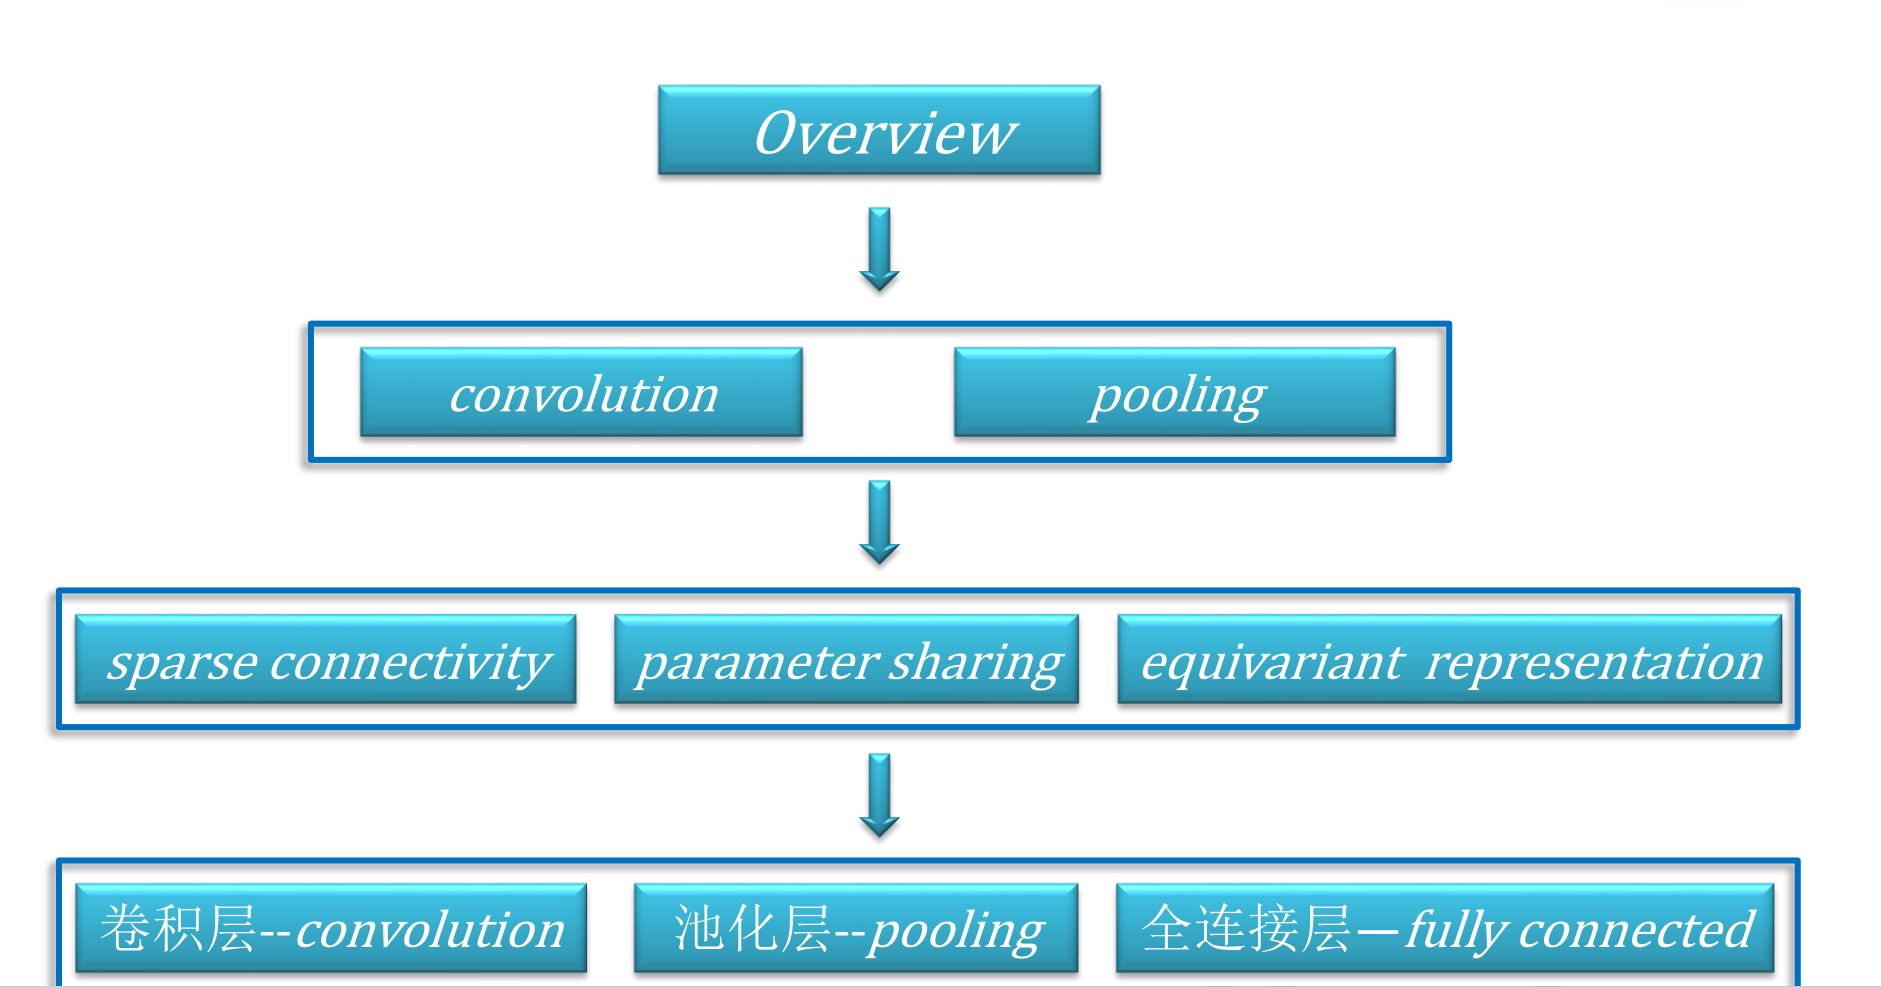 Overview
convolution
pooling
sparse connectivity
parameter sharing
equivariant representation
卷积层--convolution
池化层--pooling
全连接层—fully connected